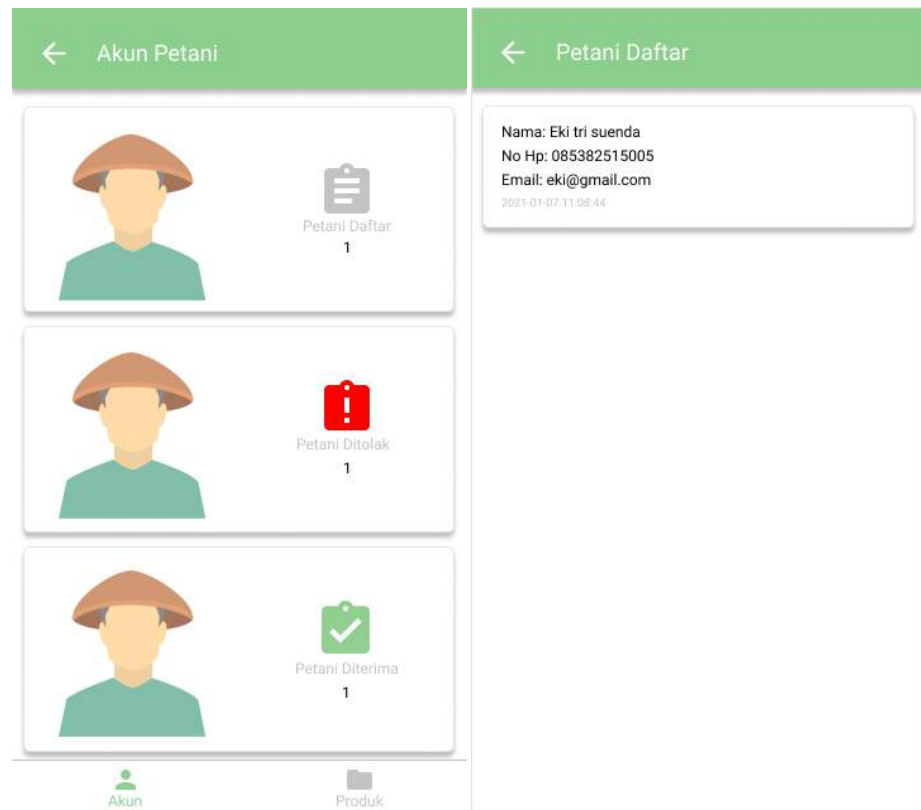 Akun Petani
Petani Daftar
1
Petani Ditolak
1
Petani Diterima
1
Akun
Produk
Petani Daftar
Nama: Eki tri suenda
No Hp: 085382515005
Email: eki@gmail.com
2021-01-07 11:08:44